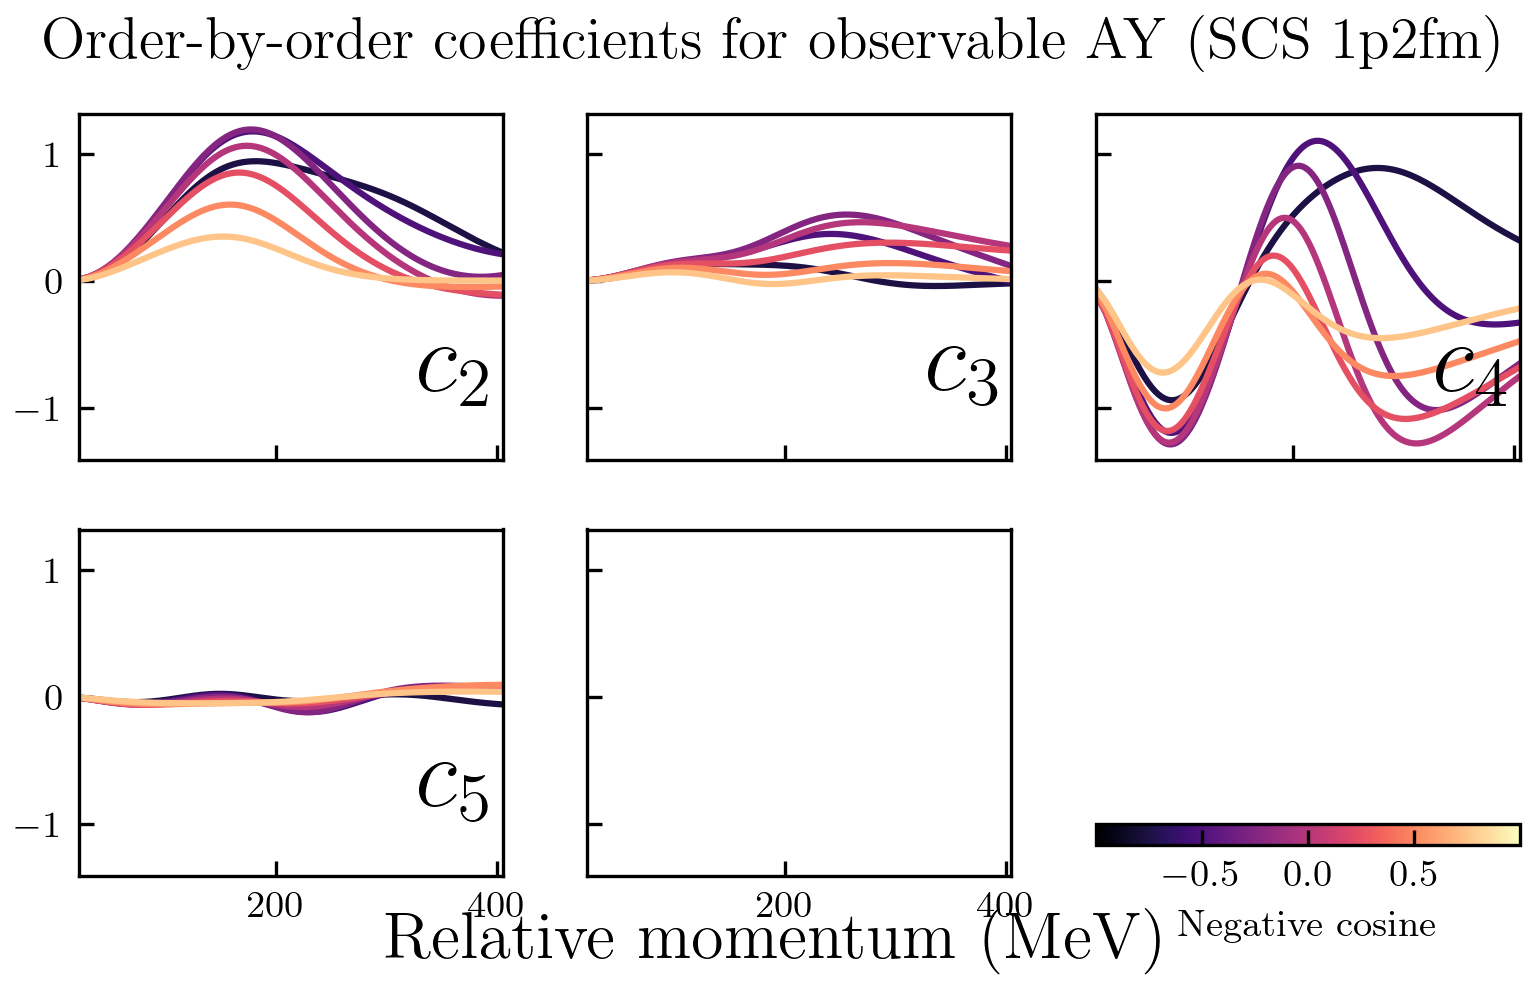 Order-by-order coefficients for observable AY (SCS 1p2fm)
1
0
−1
c2
c3
c4
1
0
−1
c5
200
400
200
400
−0.5
0.0
0.5
Negative cosine
Relative momentum (MeV)